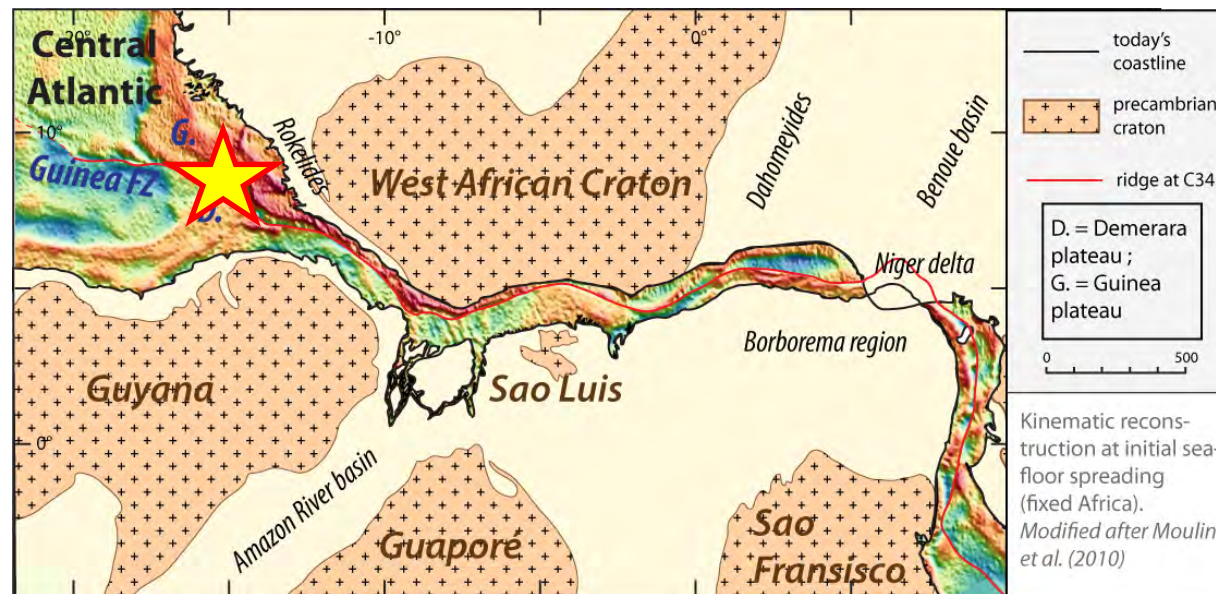 Central
Atlantic
-20°
-10°
0°
10°
G.
Guinea FZ
D.
Rokelides
West African Craton
Dahomeyides
Benoue basin
Niger delta
Borborema region
Guyana
Sao Luis
0°
Amazon River basin
Guaporé
Sao
Fransisco
today's
coastline
precambrian
craton
ridge at C34
D. = Demerara
plateau ;
G. = Guinea
plateau
0
500
Kinematic recons-
truction at initial sea-
floor spreading
(fixed Africa).
Modified after Moulin
et al. (2010)